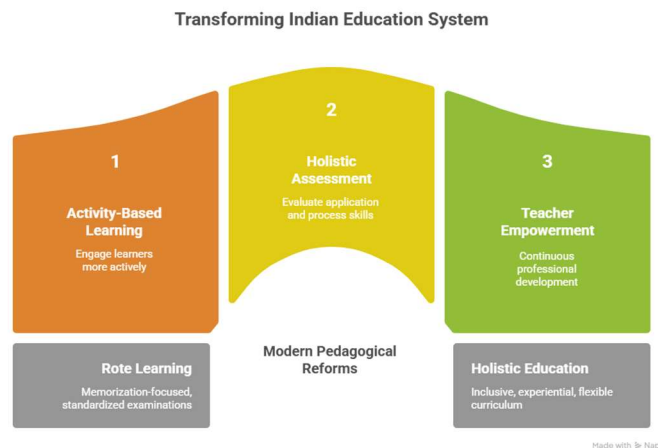 Transforming Indian Education System
1
Activity-Based
Learning
Engage learners
more actively
2
Holistic
Assessment
Evaluate application
and process skills
3
Teacher
Empowerment
Continuous
professional
development
Rote Learning
Memorization-focused,
standardized examinations
Modern Pedagogical
Reforms
Holistic Education
Inclusive, experiential, flexible
curriculum
Made with